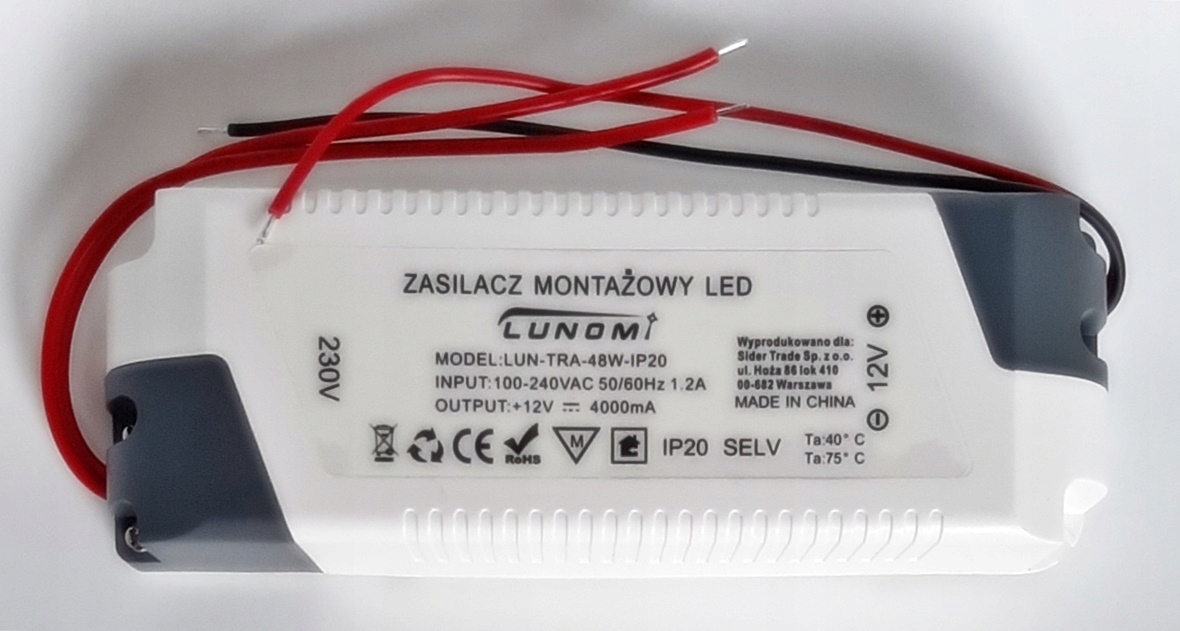 ZASILACZ MONTAŻOWY LED
LUNOMI
230V
MODEL:LUN-TRA-48W-IP20
INPUT:100-240VAC 50/60Hz 1.2A
OUTPUT:+12V ⎓ 4000mA
Wyprodukowano dla:
Sider Trade Sp. z o.o.
ul. Hoża 86 lok 410
00-682 Warszawa
MADE IN CHINA
⊕
12V
⊖
CE
RoHS
M
IP20 SELV
Ta:40° C
Ta:75° C